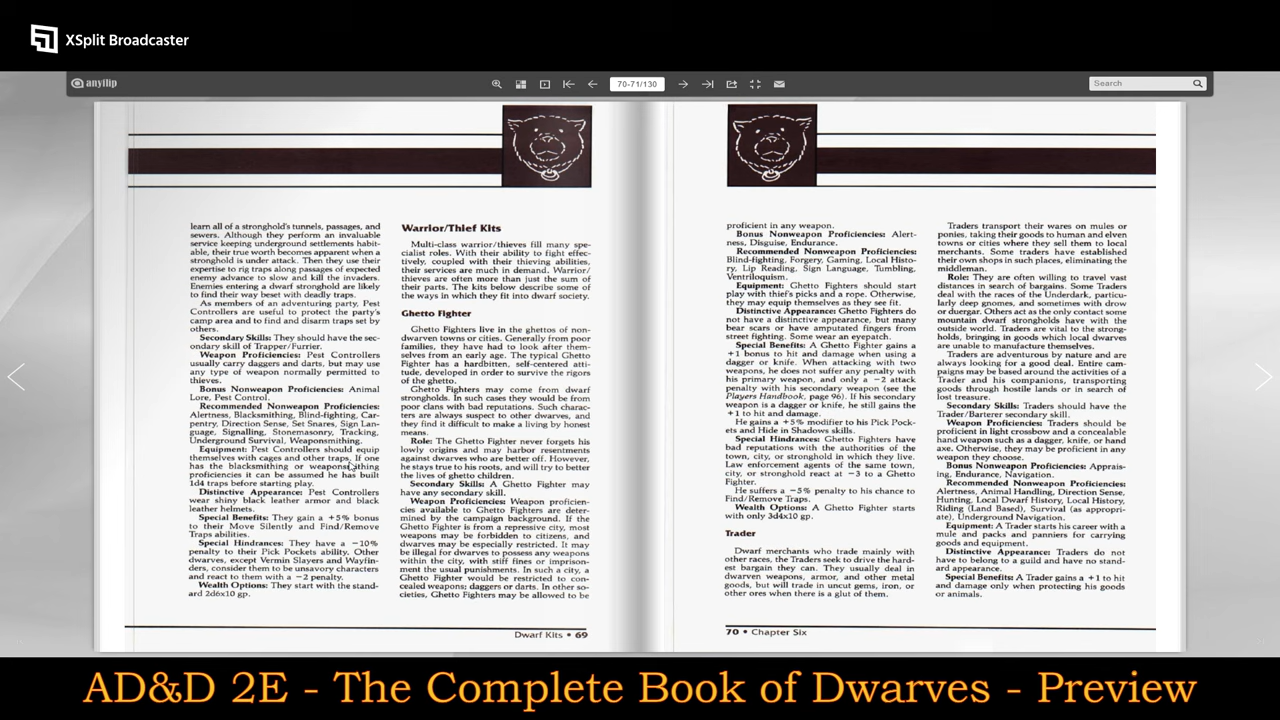 XSplit Broadcaster
anyflip
70-71/130
Search
learn all of a stronghold's tunnels, passages, and
sewers. Although they perform an invaluable
service keeping underground settlements habit-
able, their true worth becomes apparent when a
stronghold is under attack. Then they use their
expertise to rig traps along passages of expected
enemy advance to slow and kill the invaders.
Enemies entering a dwarf stronghold are likely
to find their way beset with deadly traps.
As members of an adventuring party, Pest
Controllers are useful to protect the party's
camp area and to find and disarm traps set by
others.
Secondary Skills: They should have the sec-
ondary skill of Trapper/Furrier.
Weapon Proficiencies: Pest Controllers
usually carry daggers and darts, but may use
any type of weapon normally permitted to
thieves.
Bonus Nonweapon Proficiencies: Animal
Lore, Pest Control.
Recommended Nonweapon Proficiencies:
Alertness, Blacksmithing, Blind-fighting, Car-
pentry, Direction Sense, Set Snares, Sign Lan-
guage, Signalling, Stonemasonry, Tracking,
Underground Survival, Weaponsmithing.
Equipment: Pest Controllers should equip
themselves with cages and other traps. If one
has the blacksmithing or weaponsmithing
proficiencies it can be assumed he has built
1d4 traps before starting play.
Distinctive Appearance: Pest Controllers
wear shiny black leather armor and black
leather helmets.
Special Benefits: They gain a +5% bonus
to their Move Silently and Find/Remove
Traps abilities.
Special Hindrances: They have a −10%
penalty to their Pick Pockets ability. Other
dwarves, except Vermin Slayers and Wayfin-
ders, consider them to be unsavory characters
and react to them with a −2 penalty.
Wealth Options: They start with the stand-
ard 2d6x10 gp.
Warrior/Thief Kits
Multi-class warrior/thieves fill many spe-
cialist roles. With their ability to fight effec-
tively, coupled with their thieving abilities,
their services are much in demand. Warrior/
thieves are often more than just the sum of
their parts. The kits below describe some of
the ways in which they fit into dwarf society.
Ghetto Fighter
Ghetto Fighters live in the ghettos of non-
dwarven towns or cities. Generally from poor
families, they have had to look after them-
selves from an early age. The typical Ghetto
Fighter has a hardbitten, self-centered atti-
tude, developed in order to survive the rigors
of the ghetto.
Ghetto Fighters may come from dwarf
strongholds. In such cases they would be from
poor clans with bad reputations. Such charac-
ters are always suspect to other dwarves, and
they find it difficult to make a living by honest
means.
Role: The Ghetto Fighter never forgets his
lowly origins and may harbor resentments
against dwarves who are better off. However,
he stays true to his roots, and will try to better
the lives of ghetto children.
Secondary Skills: A Ghetto Fighter may
have any secondary skill.
Weapon Proficiencies: Weapon proficien-
cies available to Ghetto Fighters are deter-
mined by the campaign background. If the
Ghetto Fighter is from a repressive city, most
weapons may be forbidden to citizens, and
dwarves may be especially restricted. It may
be illegal for dwarves to possess any weapons
within the city, with stiff fines or imprison-
ment the usual punishments. In such a city, a
Ghetto Fighter would be restricted to con-
cealed weapons; daggers or darts. In other so-
cieties, Ghetto Fighters may be allowed to be
Dwarf Kits • 69
proficient in any weapon.
Bonus Nonweapon Proficiencies: Alert-
ness, Disguise, Endurance.
Recommended Nonweapon Proficiencies:
Blind-fighting, Forgery, Gaming, Local Histo-
ry, Lip Reading, Sign Language, Tumbling,
Ventriloquism.
Equipment: Ghetto Fighters should start
play with thief's picks and a rope. Otherwise,
they may equip themselves as they see fit.
Distinctive Appearance: Ghetto Fighters do
not have a distinctive appearance, but many
bear scars or have amputated fingers from
street fighting. Some wear an eyepatch.
Special Benefits: A Ghetto Fighter gains a
+1 bonus to hit and damage when using a
dagger or knife. When attacking with two
weapons, he does not suffer any penalty with
his primary weapon, and only a −2 attack
penalty with his secondary weapon (see the
Players Handbook, page 96). If his secondary
weapon is a dagger or knife, he still gains the
+1 to hit and damage.
He gains a +5% modifier to his Pick Pock-
ets and Hide in Shadows skills.
Special Hindrances: Ghetto Fighters have
bad reputations with the authorities of the
town, city, or stronghold in which they live.
Law enforcement agents of the same town,
city, or stronghold react at −3 to a Ghetto
Fighter.
He suffers a −5% penalty to his chance to
Find/Remove Traps.
Wealth Options: A Ghetto Fighter starts
with only 3d4x10 gp.
Trader
Dwarf merchants who trade mainly with
other races, the Traders seek to drive the hard-
est bargain they can. They usually deal in
dwarven weapons, armor, and other metal
goods, but will trade in uncut gems, iron, or
other ores when there is a glut of them.
Traders transport their wares on mules or
ponies, taking their goods to human and elven
towns or cities where they sell them to local
merchants. Some traders have established
their own shops in such places, eliminating the
middleman.
Role: They are often willing to travel vast
distances in search of bargains. Some Traders
deal with the races of the Underdark, particu-
larly deep gnomes, and sometimes with drow
or duergar. Others act as the only contact some
mountain dwarf strongholds have with the
outside world. Traders are vital to the strong-
holds, bringing in goods which local dwarves
are unable to manufacture themselves.
Traders are adventurous by nature and are
always looking for a good deal. Entire cam-
paigns may be based around the activities of a
Trader and his companions, transporting
goods through hostile lands or in search of
lost treasure.
Secondary Skills: Traders should have the
Trader/Barterer secondary skill.
Weapon Proficiencies: Traders should be
proficient in light crossbow and a concealable
hand weapon such as a dagger, knife, or hand
axe. Otherwise, they may be proficient in any
weapon they choose.
Bonus Nonweapon Proficiencies: Apprais-
ing, Endurance, Navigation.
Recommended Nonweapon Proficiencies:
Alertness, Animal Handling, Direction Sense,
Hunting, Local Dwarf History, Local History,
Riding (Land Based), Survival (as appropri-
ate), Underground Navigation.
Equipment: A Trader starts his career with a
mule and packs and panniers for carrying
goods and equipment.
Distinctive Appearance: Traders do not
have to belong to a guild and have no stand-
ard appearance.
Special Benefits: A Trader gains a +1 to hit
and damage only when protecting his goods
or animals.
70 • Chapter Six
AD&D 2E - The Complete Book of Dwarves - Preview